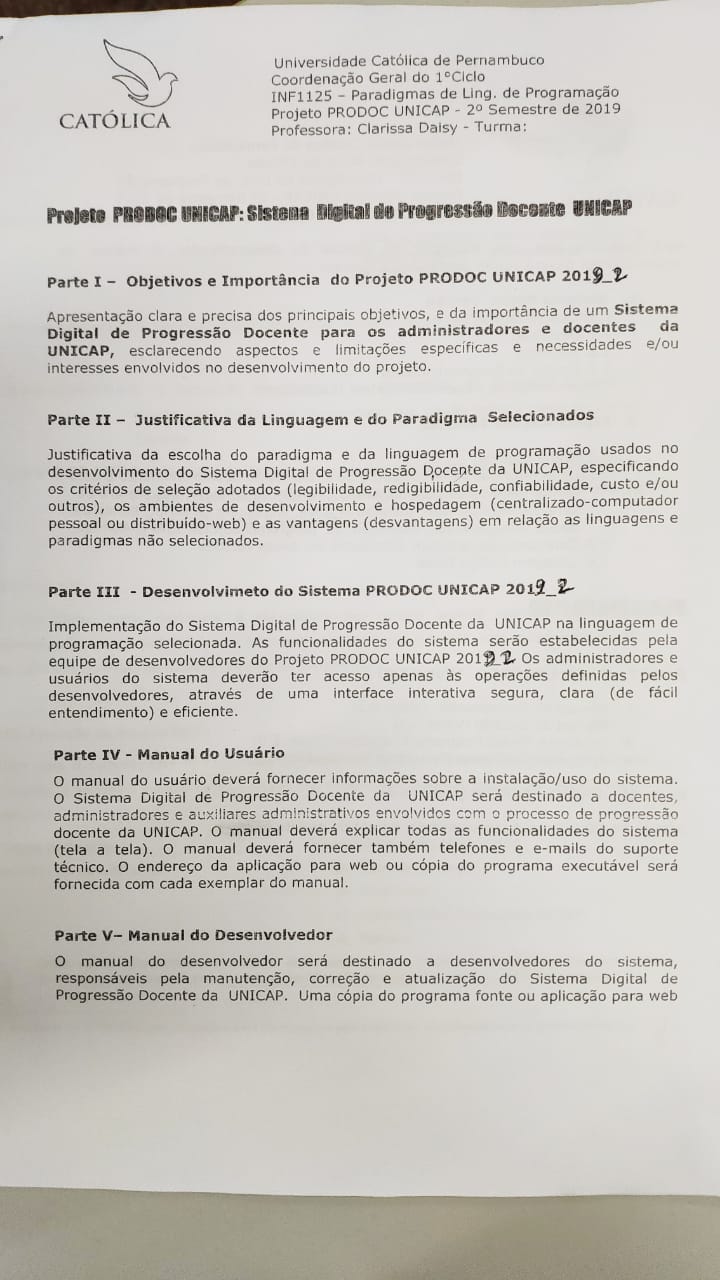 CATÓLICA
Universidade Católica de Pernambuco
Coordenação Geral do 1ºCiclo
INF1125 – Paradigmas de Ling. de Programação
Projeto PRODOC UNICAP - 2º Semestre de 2019
Professora: Clarissa Daisy - Turma:
Projeto PRODOC UNICAP: Sistema Digital de Progressão Docente UNICAP
Parte I – Objetivos e Importância do Projeto PRODOC UNICAP 2019_2
Apresentação clara e precisa dos principais objetivos, e da importância de um Sistema
Digital de Progressão Docente para os administradores e docentes da
UNICAP, esclarecendo aspectos e limitações específicas e necessidades e/ou
interesses envolvidos no desenvolvimento do projeto.
Parte II – Justificativa da Linguagem e do Paradigma Selecionados
Justificativa da escolha do paradigma e da linguagem de programação usados no
desenvolvimento do Sistema Digital de Progressão Docente da UNICAP, especificando
os critérios de seleção adotados (legibilidade, redigibilidade, confiabilidade, custo e/ou
outros), os ambientes de desenvolvimento e hospedagem (centralizado-computador
pessoal ou distribuído-web) e as vantagens (desvantagens) em relação as linguagens e
paradigmas não selecionados.
Parte III - Desenvolvimeto do Sistema PRODOC UNICAP 2019_2
Implementação do Sistema Digital de Progressão Docente da UNICAP na linguagem de
programação selecionada. As funcionalidades do sistema serão estabelecidas pela
equipe de desenvolvedores do Projeto PRODOC UNICAP 2019_2 Os administradores e
usuários do sistema deverão ter acesso apenas às operações definidas pelos
desenvolvedores, através de uma interface interativa segura, clara (de fácil
entendimento) e eficiente.
Parte IV - Manual do Usuário
O manual do usuário deverá fornecer informações sobre a instalação/uso do sistema.
O Sistema Digital de Progressão Docente da UNICAP será destinado a docentes,
administradores e auxiliares administrativos envolvidos com o processo de progressão
docente da UNICAP. O manual deverá explicar todas as funcionalidades do sistema
(tela a tela). O manual deverá fornecer também telefones e e-mails do suporte
técnico. O endereço da aplicação para web ou cópia do programa executável será
fornecida com cada exemplar do manual.
Parte V– Manual do Desenvolvedor
O manual do desenvolvedor será destinado a desenvolvedores do sistema,
responsáveis pela manutenção, correção e atualização do Sistema Digital de
Progressão Docente da UNICAP. Uma cópia do programa fonte ou aplicação para web